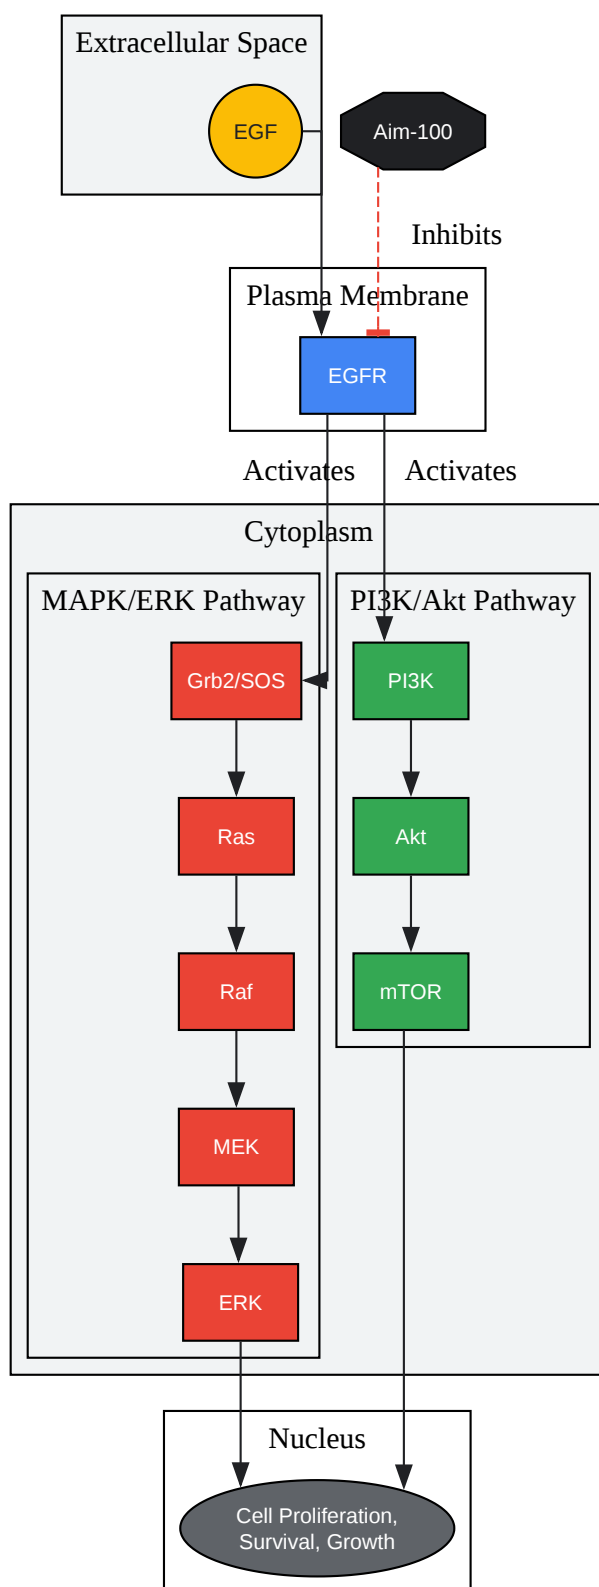 Extracellular Space
EGF
Aim-100
Inhibits
Plasma Membrane
EGFR
Activates
Activates
Cytoplasm
MAPK/ERK Pathway
PI3K/Akt Pathway
Grb2/SOS
PI3K
Ras
Akt
Raf
mTOR
MEK
ERK
Nucleus
Cell Proliferation,
Survival, Growth